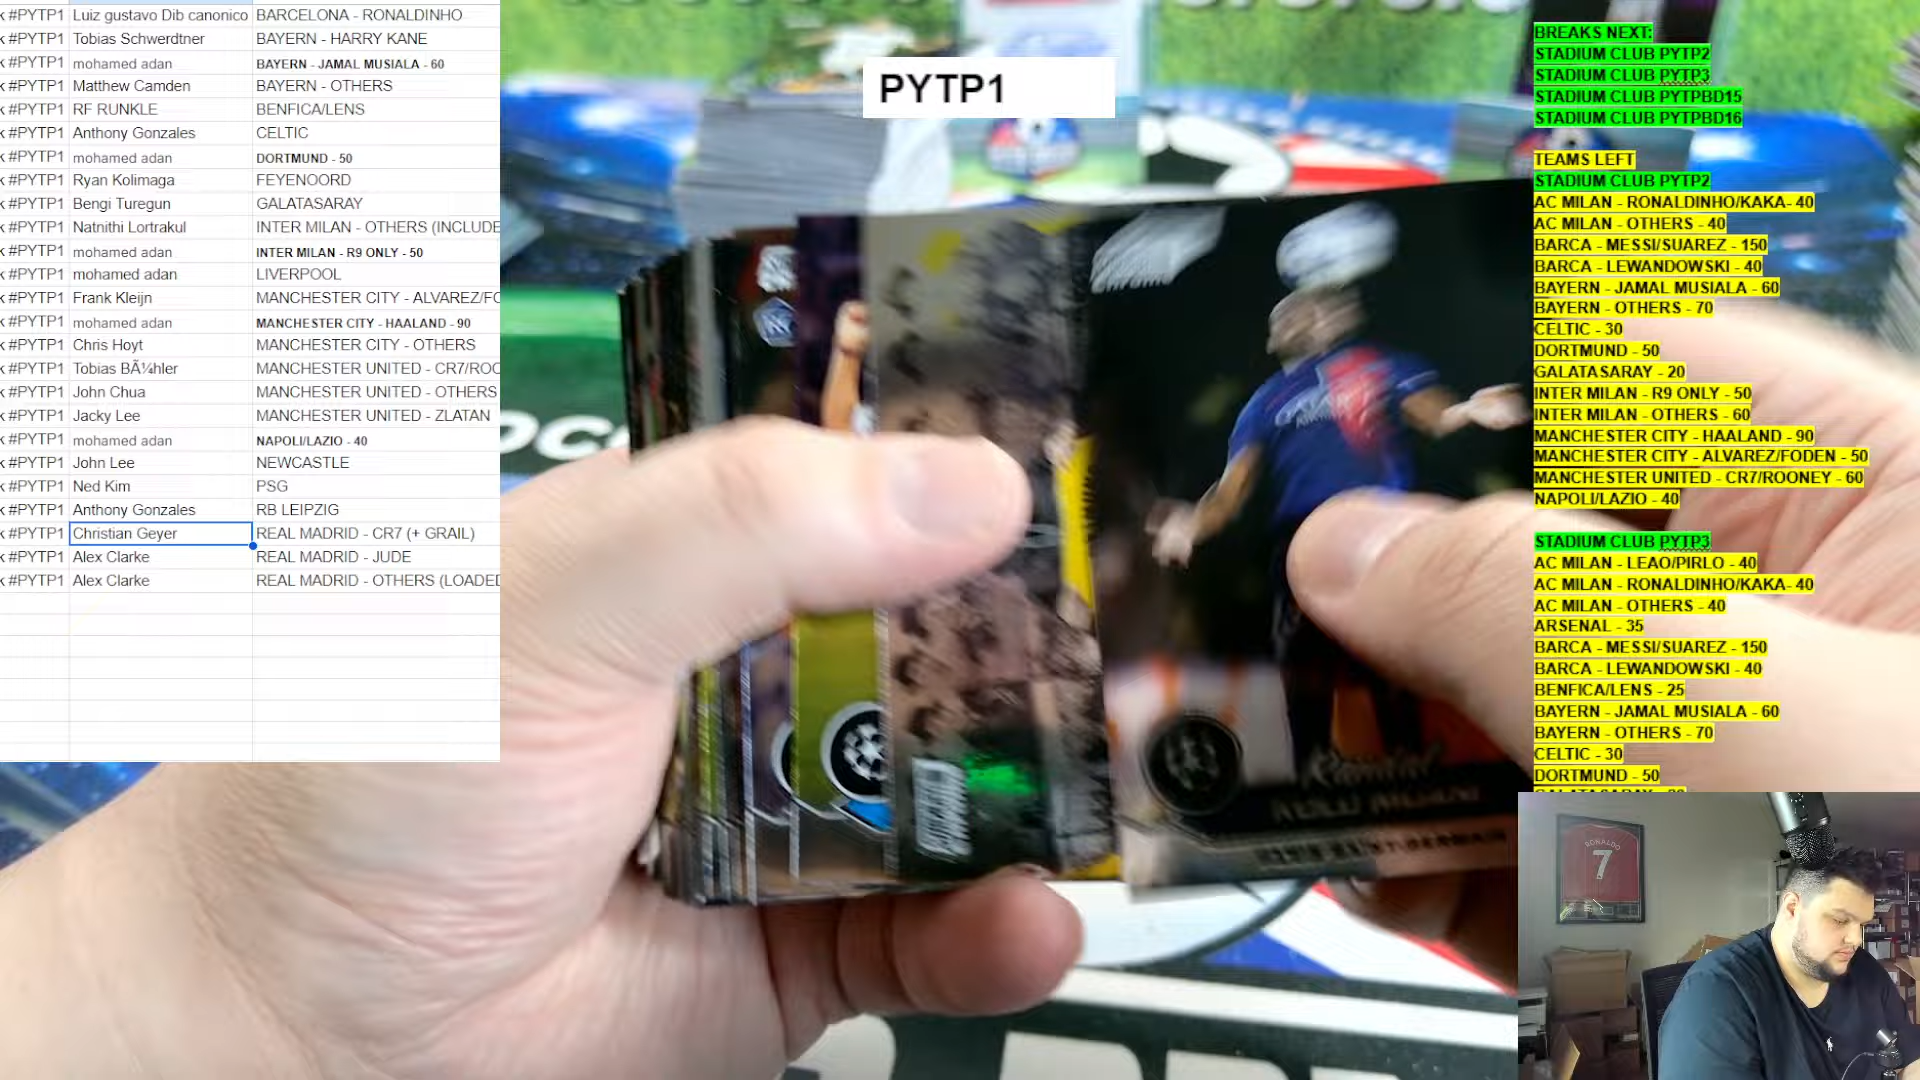 k #PYTP1 Luiz gustavo Dib canonico BARCELONA - RONALDINHO
k #PYTP1 Tobias Schwerdtner BAYERN - HARRY KANE
k #PYTP1 mohamed adan BAYERN - JAMAL MUSIALA - 60
k #PYTP1 Matthew Camden BAYERN - OTHERS
k #PYTP1 RF RUNKLE BENFICA/LENS
k #PYTP1 Anthony Gonzales CELTIC
k #PYTP1 mohamed adan DORTMUND - 50
k #PYTP1 Ryan Kolimaga FEYENOORD
k #PYTP1 Bengi Turegun GALATASARAY
k #PYTP1 Natnithi Lortrakul INTER MILAN - OTHERS (INCLUDE
k #PYTP1 mohamed adan INTER MILAN - R9 ONLY - 50
k #PYTP1 mohamed adan LIVERPOOL
k #PYTP1 Frank Kleijn MANCHESTER CITY - ALVAREZ/FO
k #PYTP1 mohamed adan MANCHESTER CITY - HAALAND - 90
k #PYTP1 Chris Hoyt MANCHESTER CITY - OTHERS
k #PYTP1 Tobias BÃ¼hler MANCHESTER UNITED - CR7/ROO
k #PYTP1 John Chua MANCHESTER UNITED - OTHERS
k #PYTP1 Jacky Lee MANCHESTER UNITED - ZLATAN
k #PYTP1 mohamed adan NAPOLI/LAZIO - 40
k #PYTP1 John Lee NEWCASTLE
k #PYTP1 Ned Kim PSG
k #PYTP1 Anthony Gonzales RB LEIPZIG
k #PYTP1 Christian Geyer REAL MADRID - CR7 (+ GRAIL)
k #PYTP1 Alex Clarke REAL MADRID - JUDE
k #PYTP1 Alex Clarke REAL MADRID - OTHERS (LOADED
PYTP1
KOLO MUANI
PARIS SAINT-GERMAIN
BREAKS NEXT:
STADIUM CLUB PYTP2
STADIUM CLUB PYTP3
STADIUM CLUB PYTPBD15
STADIUM CLUB PYTPBD16
TEAMS LEFT
STADIUM CLUB PYTP2
AC MILAN - RONALDINHO/KAKA- 40
AC MILAN - OTHERS - 40
BARCA - MESSI/SUAREZ - 150
BARCA - LEWANDOWSKI - 40
BAYERN - JAMAL MUSIALA - 60
BAYERN - OTHERS - 70
CELTIC - 30
DORTMUND - 50
GALATASARAY - 20
INTER MILAN - R9 ONLY - 50
INTER MILAN - OTHERS - 60
MANCHESTER CITY - HAALAND - 90
MANCHESTER CITY - ALVAREZ/FODEN - 50
MANCHESTER UNITED - CR7/ROONEY - 60
NAPOLI/LAZIO - 40
STADIUM CLUB PYTP3
AC MILAN - LEAO/PIRLO - 40
AC MILAN - RONALDINHO/KAKA- 40
AC MILAN - OTHERS - 40
ARSENAL - 35
BARCA - MESSI/SUAREZ - 150
BARCA - LEWANDOWSKI - 40
BENFICA/LENS - 25
BAYERN - JAMAL MUSIALA - 60
BAYERN - OTHERS - 70
CELTIC - 30
DORTMUND - 50
RONALDO
7